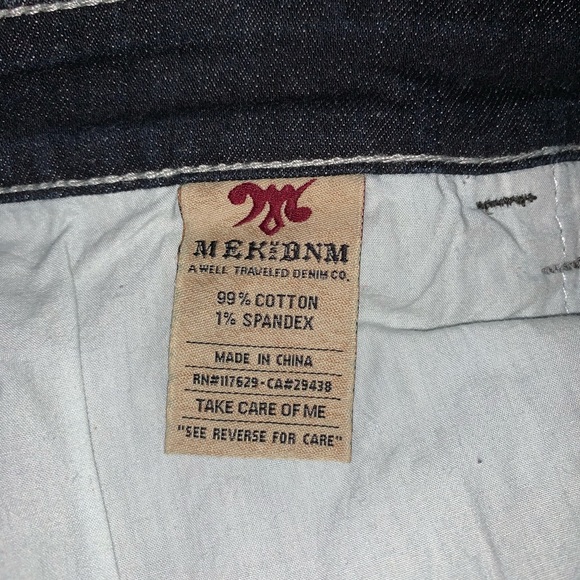 MEK DNM
A WELL TRAVELED DENIM CO.
99% COTTON
1% SPANDEX
MADE IN CHINA
RN#117629-CA#29438
TAKE CARE OF ME
"SEE REVERSE FOR CARE"